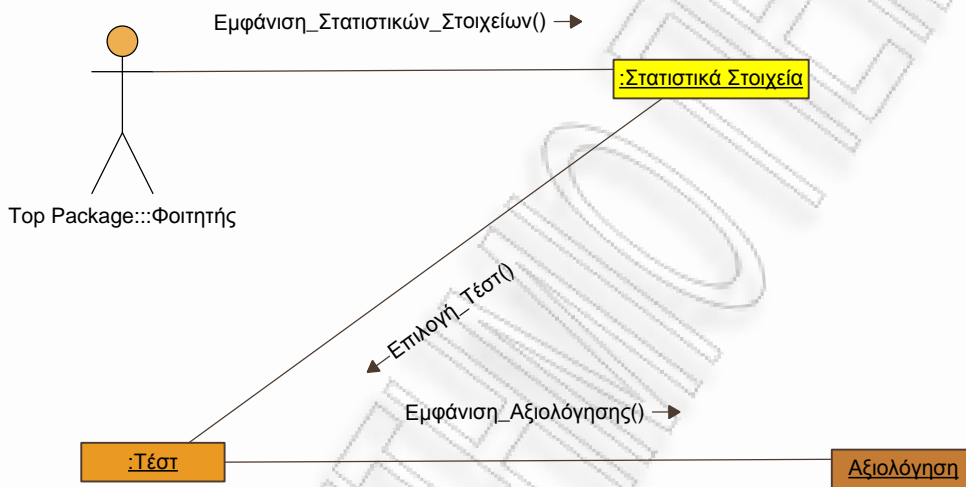 Εμφάνιση_Στατιστικών_Στοιχείων()
:Στατιστικά Στοιχεία
Top Package:::Φοιτητής
Επιλογή_Τέστ()
Εμφάνιση_Αξιολόγησης()
:Τέστ
Αξιολόγηση